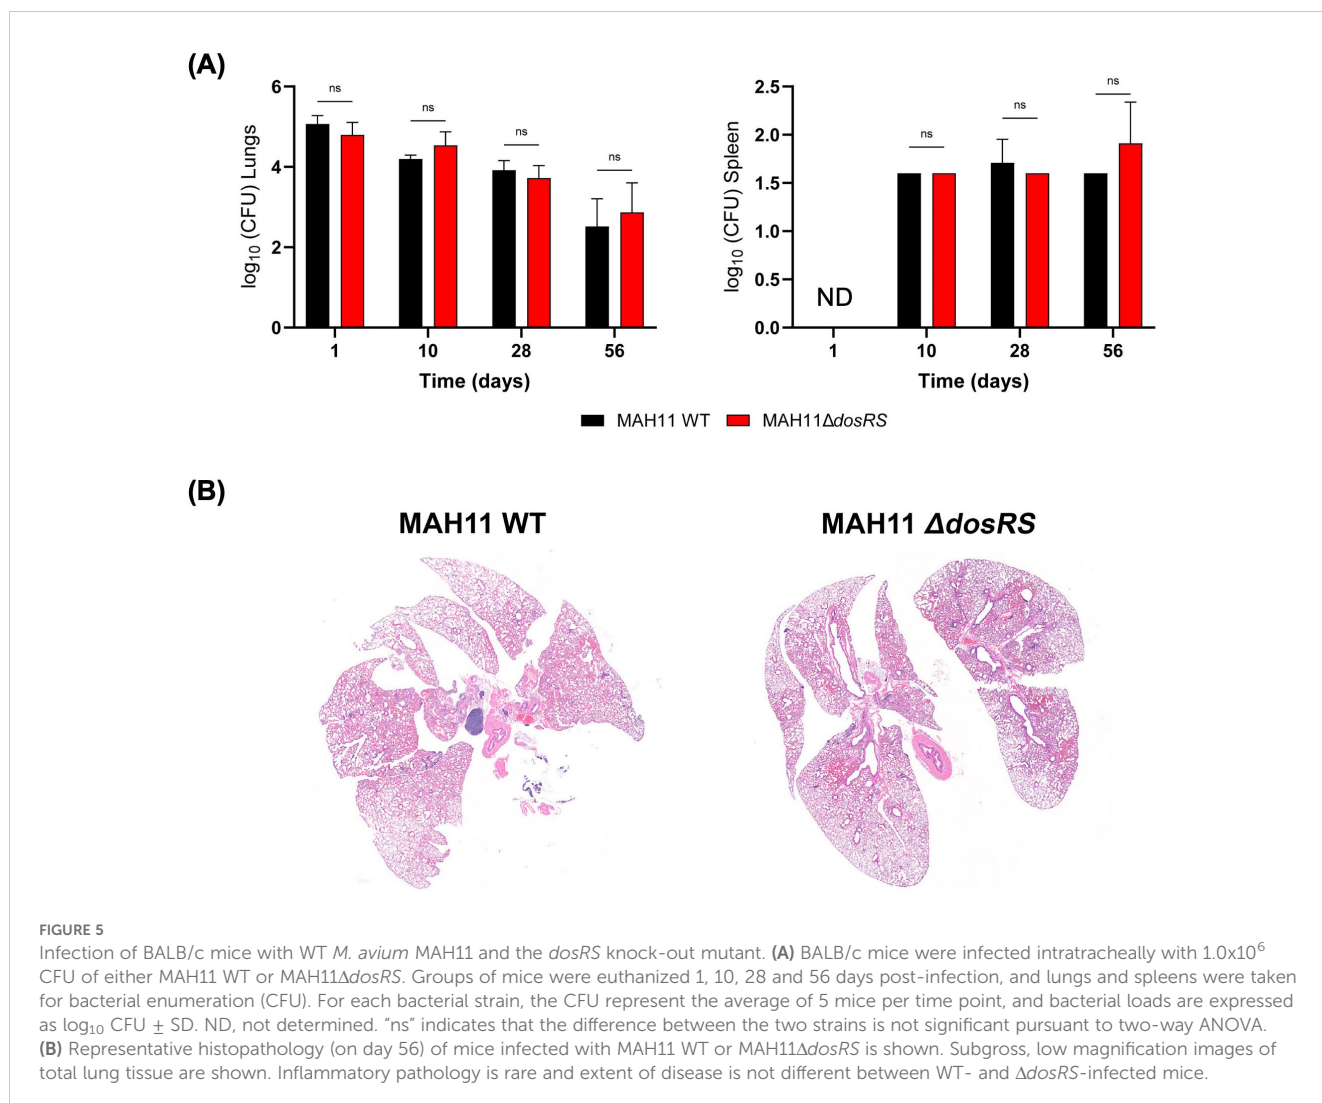 (A)
6
4
2
0
log₁₀ (CFU) Lungs
ns
ns
ns
ns
1 10 28 56
Time (days)
2.5
2.0
1.5
1.0
0.5
0.0
log₁₀ (CFU) Spleen
ND
ns
ns
ns
1 10 28 56
Time (days)
MAH11 WT MAH11ΔdosRS
(B)
MAH11 WT MAH11 ΔdosRS
FIGURE 5
Infection of BALB/c mice with WT M. avium MAH11 and the dosRS knock-out mutant. (A) BALB/c mice were infected intratracheally with 1.0x10⁶
CFU of either MAH11 WT or MAH11ΔdosRS. Groups of mice were euthanized 1, 10, 28 and 56 days post-infection, and lungs and spleens were taken
for bacterial enumeration (CFU). For each bacterial strain, the CFU represent the average of 5 mice per time point, and bacterial loads are expressed
as log₁₀ CFU ± SD. ND, not determined. “ns” indicates that the difference between the two strains is not significant pursuant to two-way ANOVA.
(B) Representative histopathology (on day 56) of mice infected with MAH11 WT or MAH11ΔdosRS is shown. Subgross, low magnification images of
total lung tissue are shown. Inflammatory pathology is rare and extent of disease is not different between WT- and ΔdosRS-infected mice.